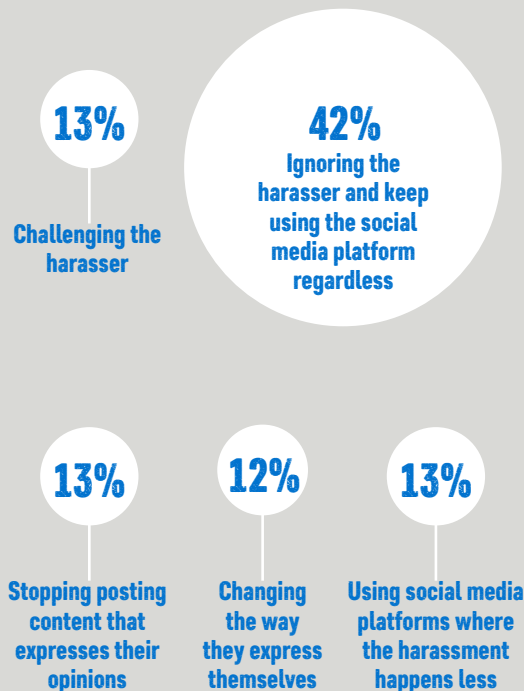 13%
Challenging the
harasser
42%
Ignoring the
harasser and keep
using the social
media platform
regardless
13%
Stopping posting
content that
expresses their
opinions
12%
Changing
the way
they express
themselves
13%
Using social media
platforms where
the harassment
happens less